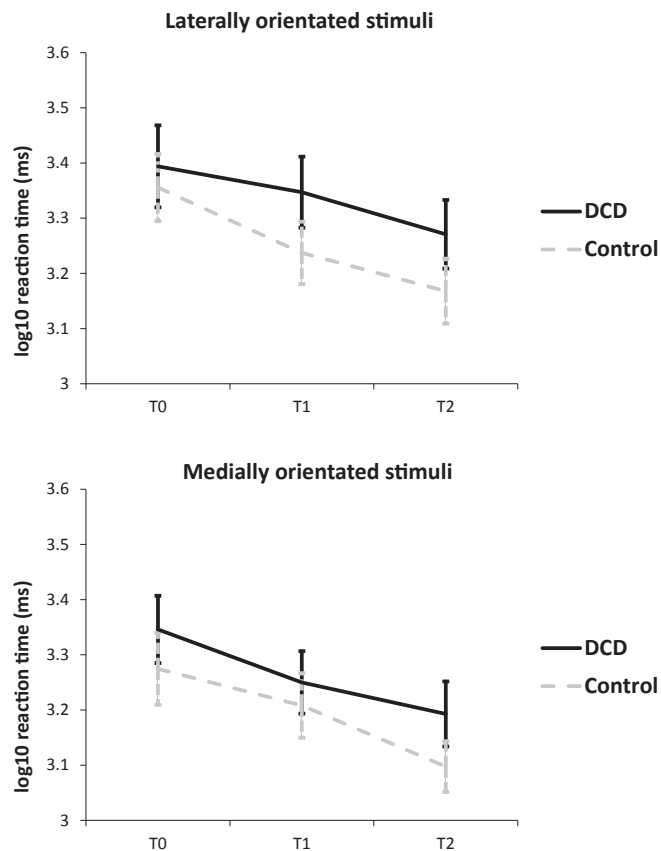 Laterally orientated stimuli
log10 reaction time (ms)
3.6
3.5
3.4
3.3
3.2
3.1
3
T0 T1 T2
DCD
Control
Medially orientated stimuli
log10 reaction time (ms)
3.6
3.5
3.4
3.3
3.2
3.1
3
T0 T1 T2
DCD
Control